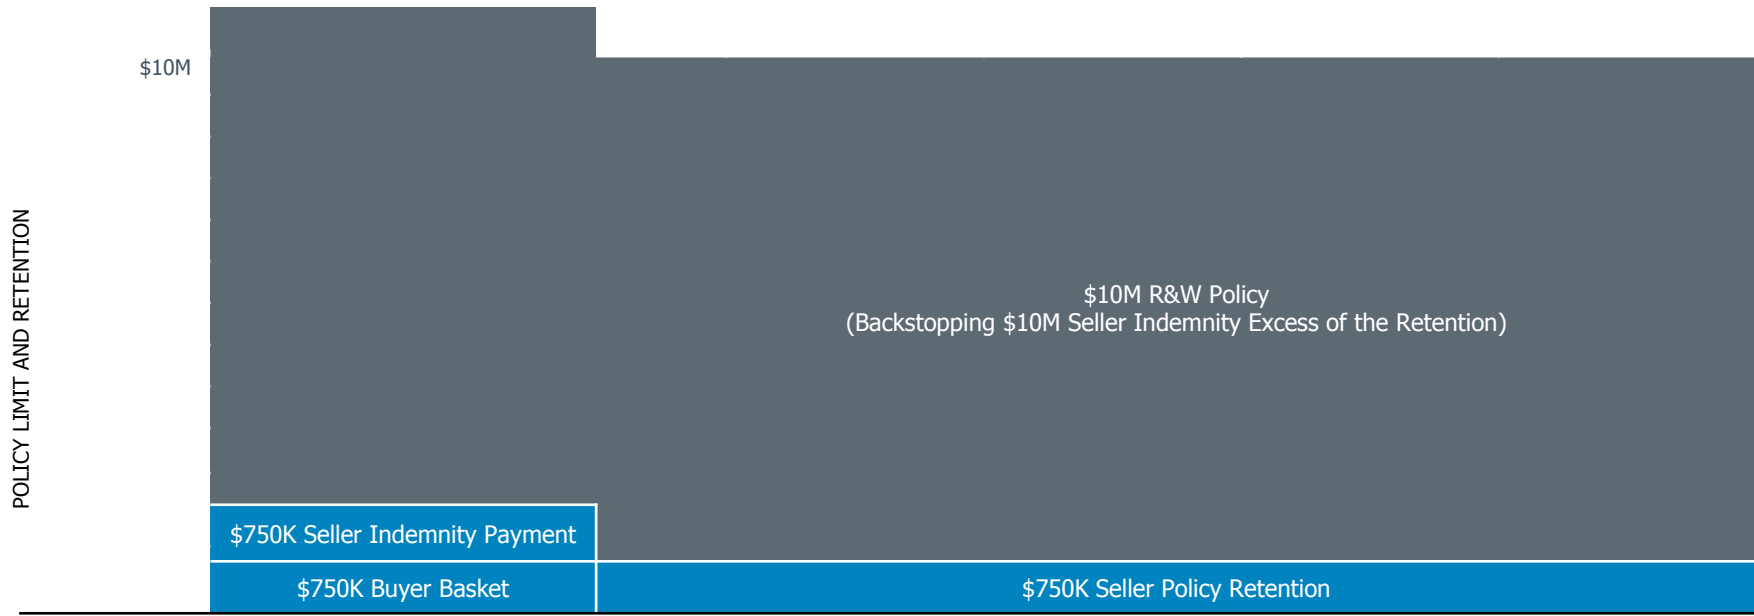 $10M
POLICY LIMIT AND RETENTION
$10M R&W Policy
(Backstopping $10M Seller Indemnity Excess of the Retention)
$750K Seller Indemnity Payment
$750K Buyer Basket
$750K Seller Policy Retention